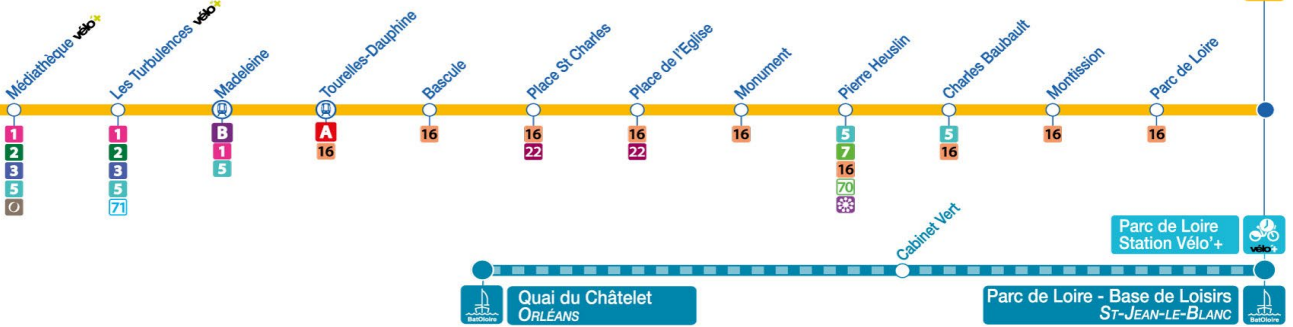 Médiathèque vélo'+
Les Turbulences vélo'+
Madeleine
Tourelles-Dauphine
Bascule
Place St Charles
Place de l'Eglise
Monument
Pierre Heuslin
Charles Baubault
Montission
Parc de Loire
1
2
3
5
O
1
2
3
5
71
B
1
5
A
16
16
16
22
16
22
16
5
7
16
70
5
16
16
16
Cabinet Vert
Parc de Loire
Station Vélo'+
vélo'+
BatOloire
Quai du Châtelet
ORLÉANS
Parc de Loire - Base de Loisirs
ST-JEAN-LE-BLANC
BatOloire